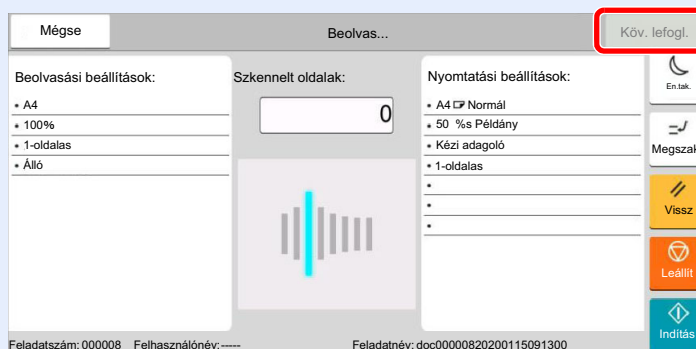 Mégse
Beolvas...
Köv. lefogl.
Beolvasási beállítások:
• A4
• 100%
• 1-oldalas
• Álló
Szkennelt oldalak:
0
Nyomtatási beállítások:
• A4 Normál
• 50 %s Példány
• Kézi adagoló
• 1-oldalas
•
•
•
En.tak.
Megszak
Vissz
Leállít
Indítás
Feladatszám: 000008 Felhasználónév: ----- Feladatnév: doc00000820200115091300